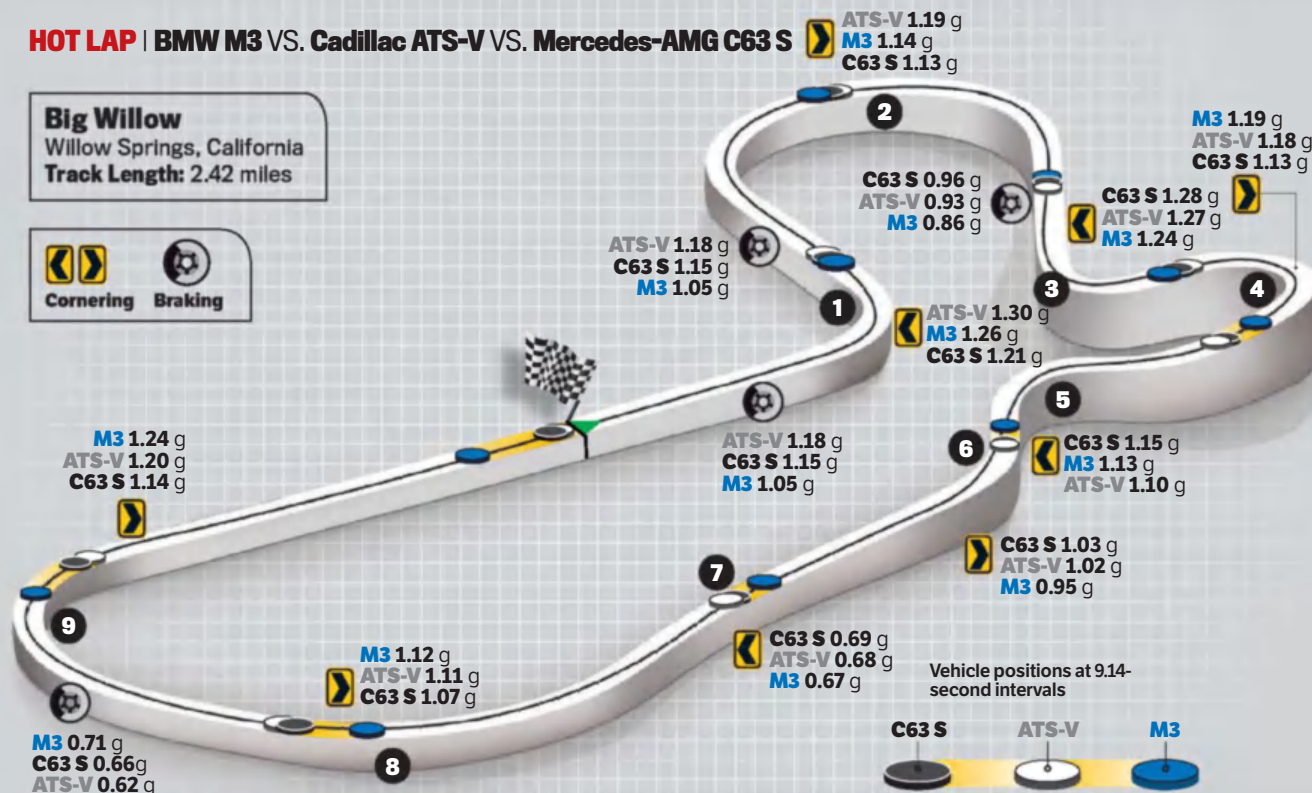 HOT LAP | BMW M3 VS. Cadillac ATS-V VS. Mercedes-AMG C63 S
ATS-V 1.19 g
M3 1.14 g
C63 S 1.13 g
Big Willow
Willow Springs, California
Track Length: 2.42 miles
Cornering Braking
2
M3 1.19 g
ATS-V 1.18 g
C63 S 1.13 g
C63 S 0.96 g
ATS-V 0.93 g
M3 0.86 g
C63 S 1.28 g
ATS-V 1.27 g
M3 1.24 g
ATS-V 1.18 g
C63 S 1.15 g
M3 1.05 g
1
3
4
ATS-V 1.30 g
M3 1.26 g
C63 S 1.21 g
5
ATS-V 1.18 g
C63 S 1.15 g
M3 1.05 g
6
C63 S 1.15 g
M3 1.13 g
ATS-V 1.10 g
M3 1.24 g
ATS-V 1.20 g
C63 S 1.14 g
C63 S 1.03 g
ATS-V 1.02 g
M3 0.95 g
7
C63 S 0.69 g
ATS-V 0.68 g
M3 0.67 g
9
M3 1.12 g
ATS-V 1.11 g
C63 S 1.07 g
8
M3 0.71 g
C63 S 0.66g
ATS-V 0.62 g
Vehicle positions at 9.14-
second intervals
C63 S ATS-V M3